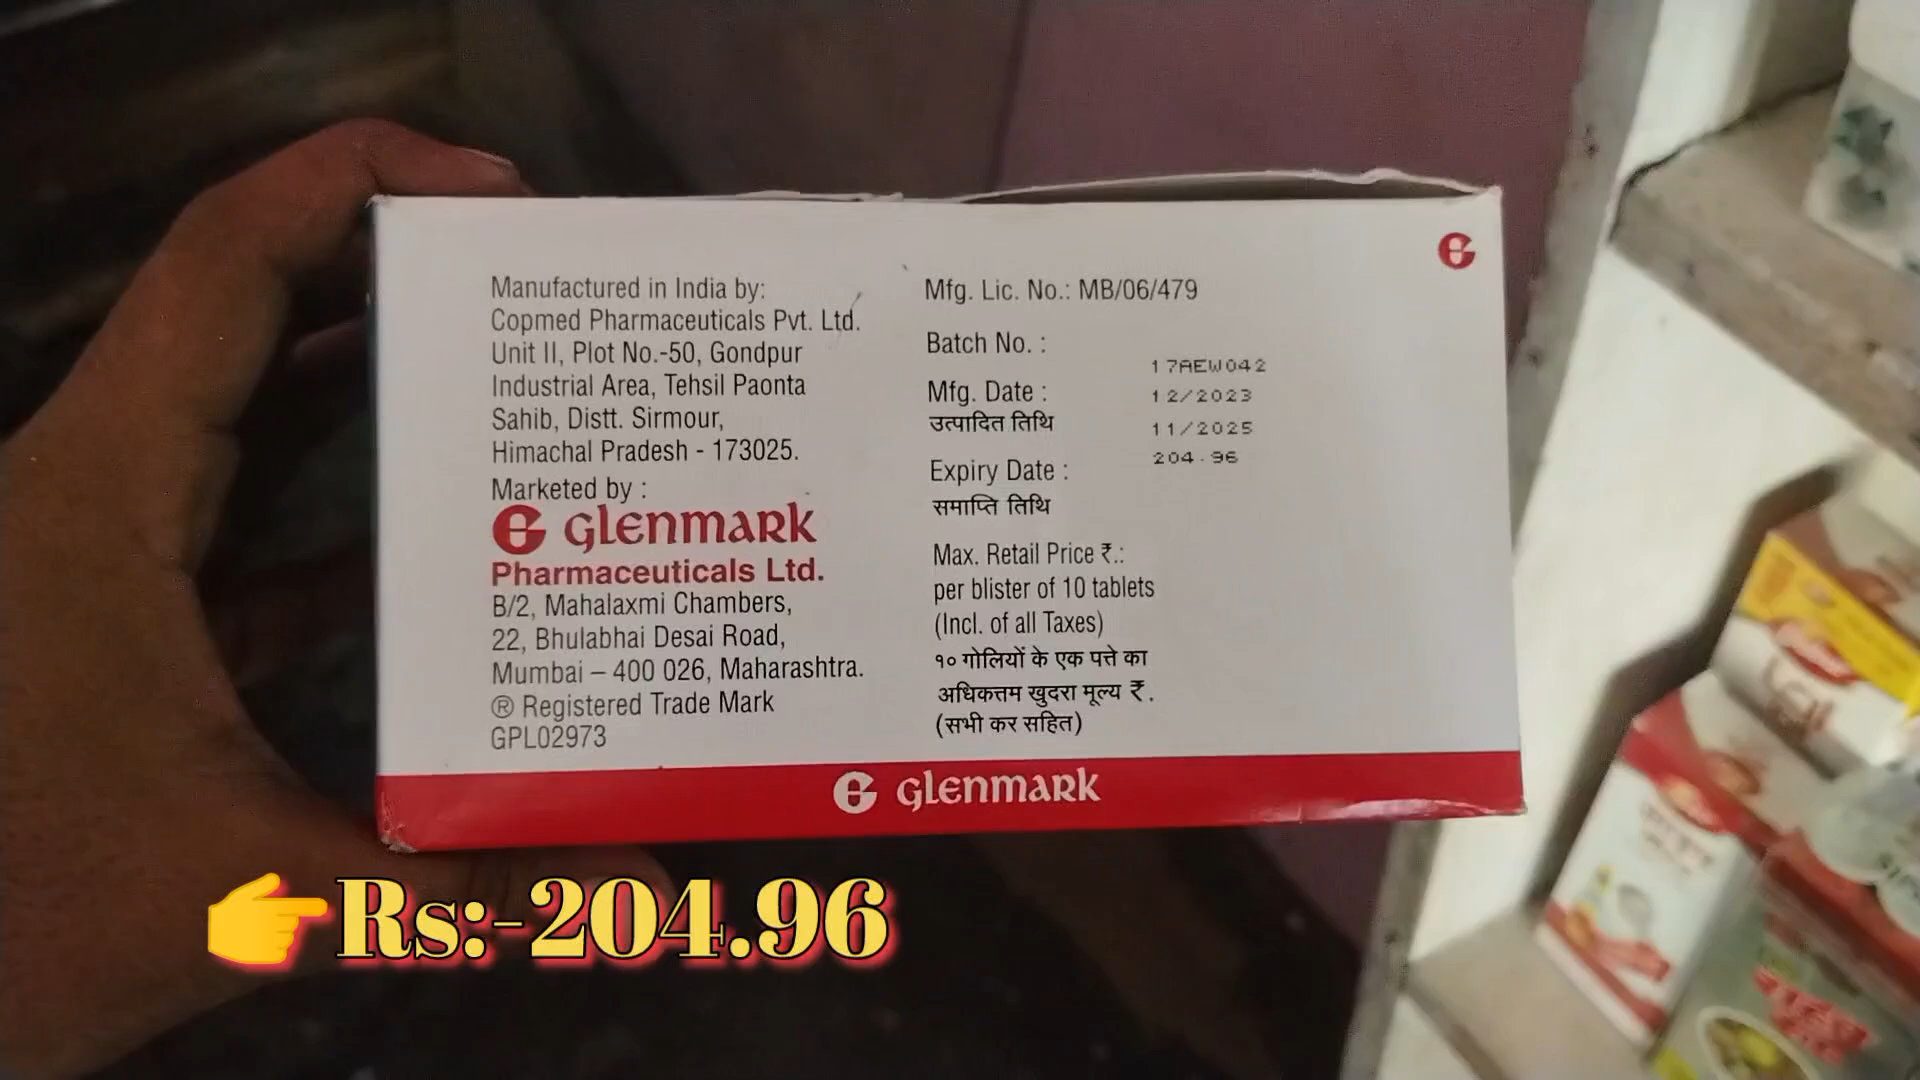 Manufactured in India by:
Copmed Pharmaceuticals Pvt. Ltd.
Unit II, Plot No.-50, Gondpur
Industrial Area, Tehsil Paonta
Sahib, Distt. Sirmour,
Himachal Pradesh - 173025.
Marketed by :
GLENMARK
Pharmaceuticals Ltd.
B/2, Mahalaxmi Chambers,
22, Bhulabhai Desai Road,
Mumbai – 400 026, Maharashtra.
® Registered Trade Mark
GPL02973
Mfg. Lic. No.: MB/06/479
Batch No. :
17AEW042
Mfg. Date :
12/2023
उत्पादित तिथि
11/2025
Expiry Date :
204.96
समाप्ति तिथि
Max. Retail Price ₹.:
per blister of 10 tablets
(Incl. of all Taxes)
१० गोलियों के एक पत्ते का
अधिकत्तम खुदरा मूल्य ₹.
(सभी कर सहित)
GLENMARK
👉Rs:-204.96